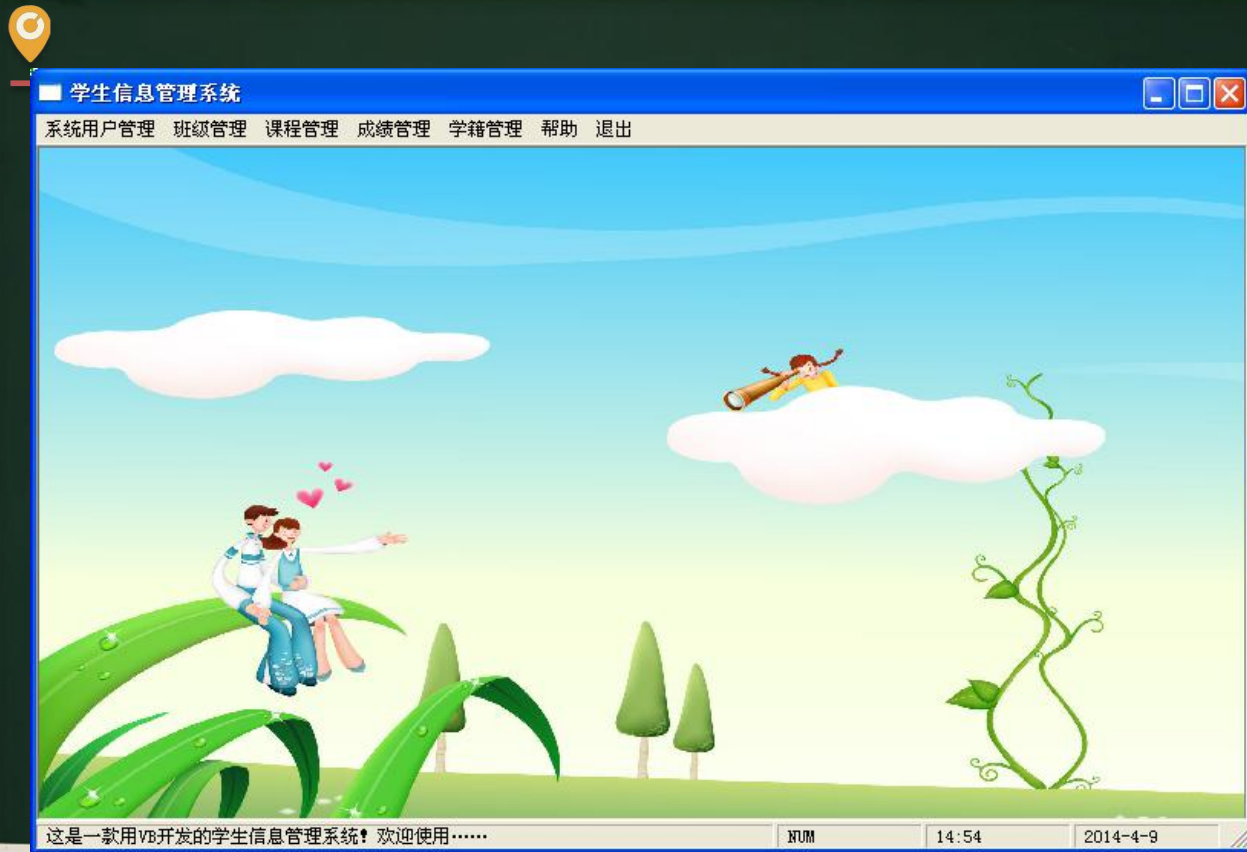 学生信息管理系统
系统用户管理 班级管理 课程管理 成绩管理 学籍管理 帮助 退出
这是一款用VB开发的学生信息管理系统！欢迎使用…… NUM 14:54 2014-4-9